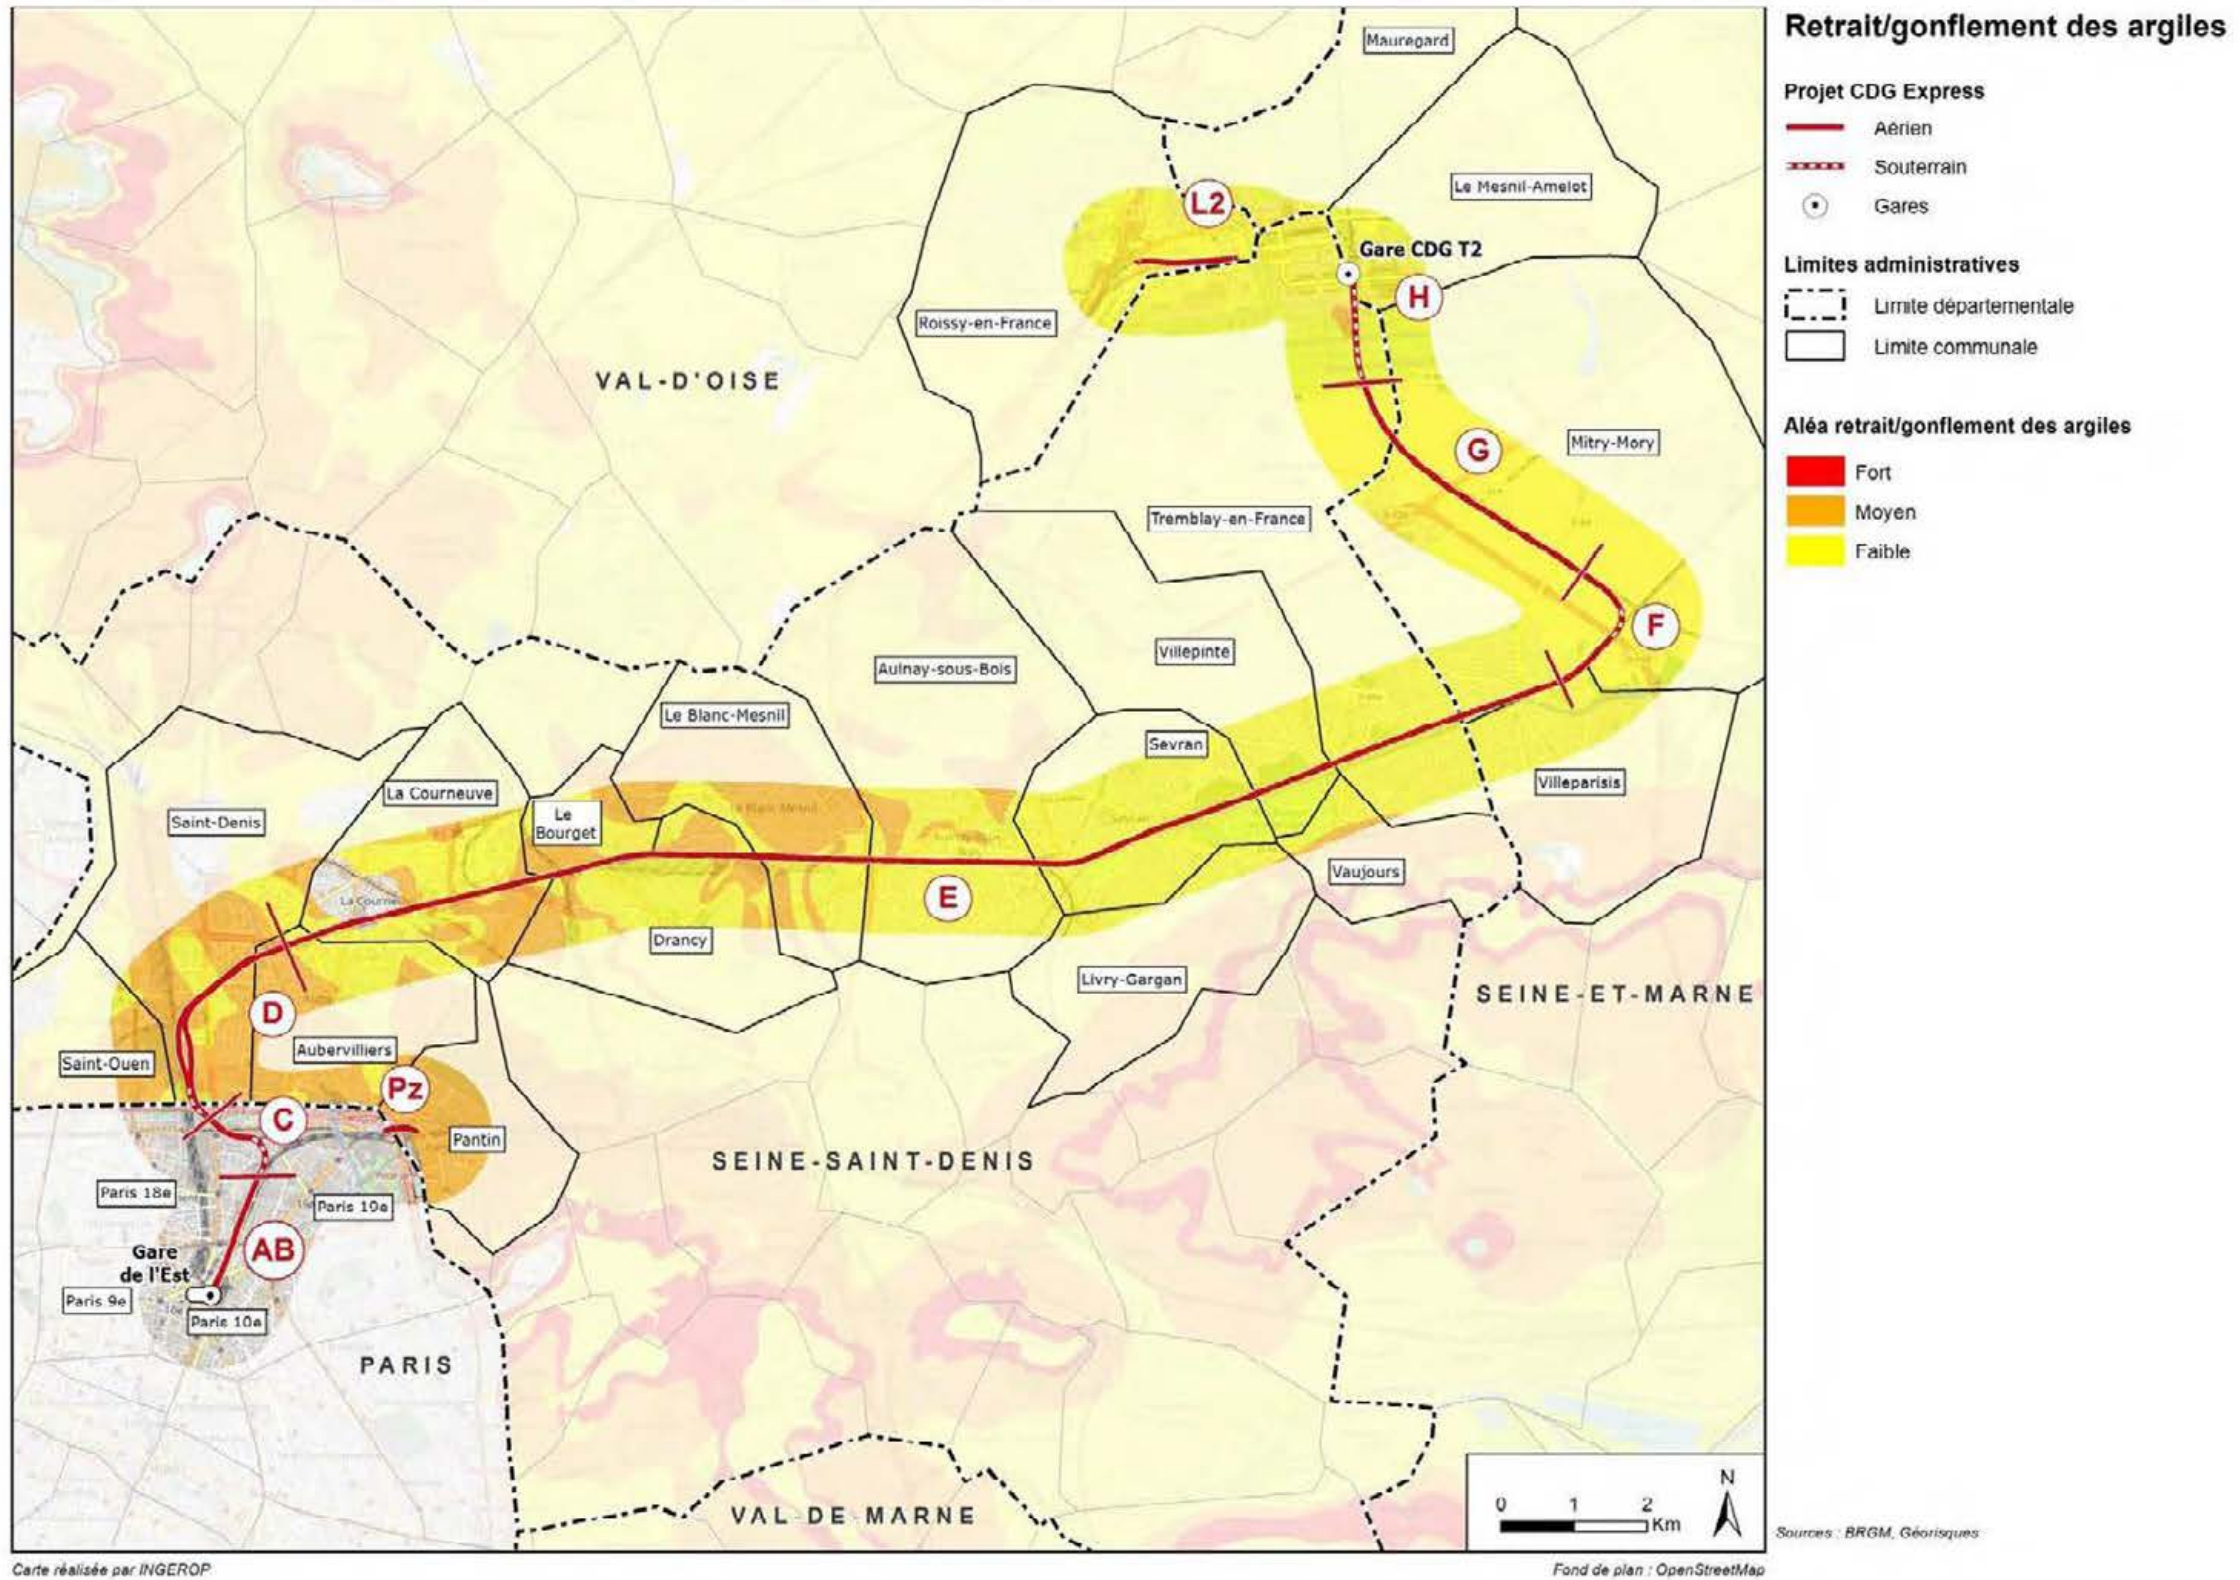 Retrait/gonflement des argiles
Projet CDG Express
Aérien
Souterrain
Gares
Limites administratives
Limite départementale
Limite communale
Aléa retrait/gonflement des argiles
Fort
Moyen
Faible
Mauregard
Le Mesnil-Amelot
L2
Gare CDG T2
H
Roissy-en-France
VAL-D'OISE
G
Mitry-Mory
Tremblay-en-France
F
Villepinte
Aulnay-sous-Bois
Le Blanc-Mesnil
Sevran
Villeparisis
La Courneuve
Le
Bourget
Saint-Denis
Vaujours
E
Drancy
Livry-Gargan
SEINE-ET-MARNE
D
Aubervilliers
Saint-Ouen
Pz
C
Pantin
SEINE-SAINT-DENIS
Paris 18e
Paris 19e
AB
Gare
de l'Est
Paris 9e
Paris 10e
PARIS
VAL DE MARNE
N
0 1 2
Km
Sources : BRGM, Géorisques
Carte réalisée par INGEROP
Fond de plan : OpenStreetMap